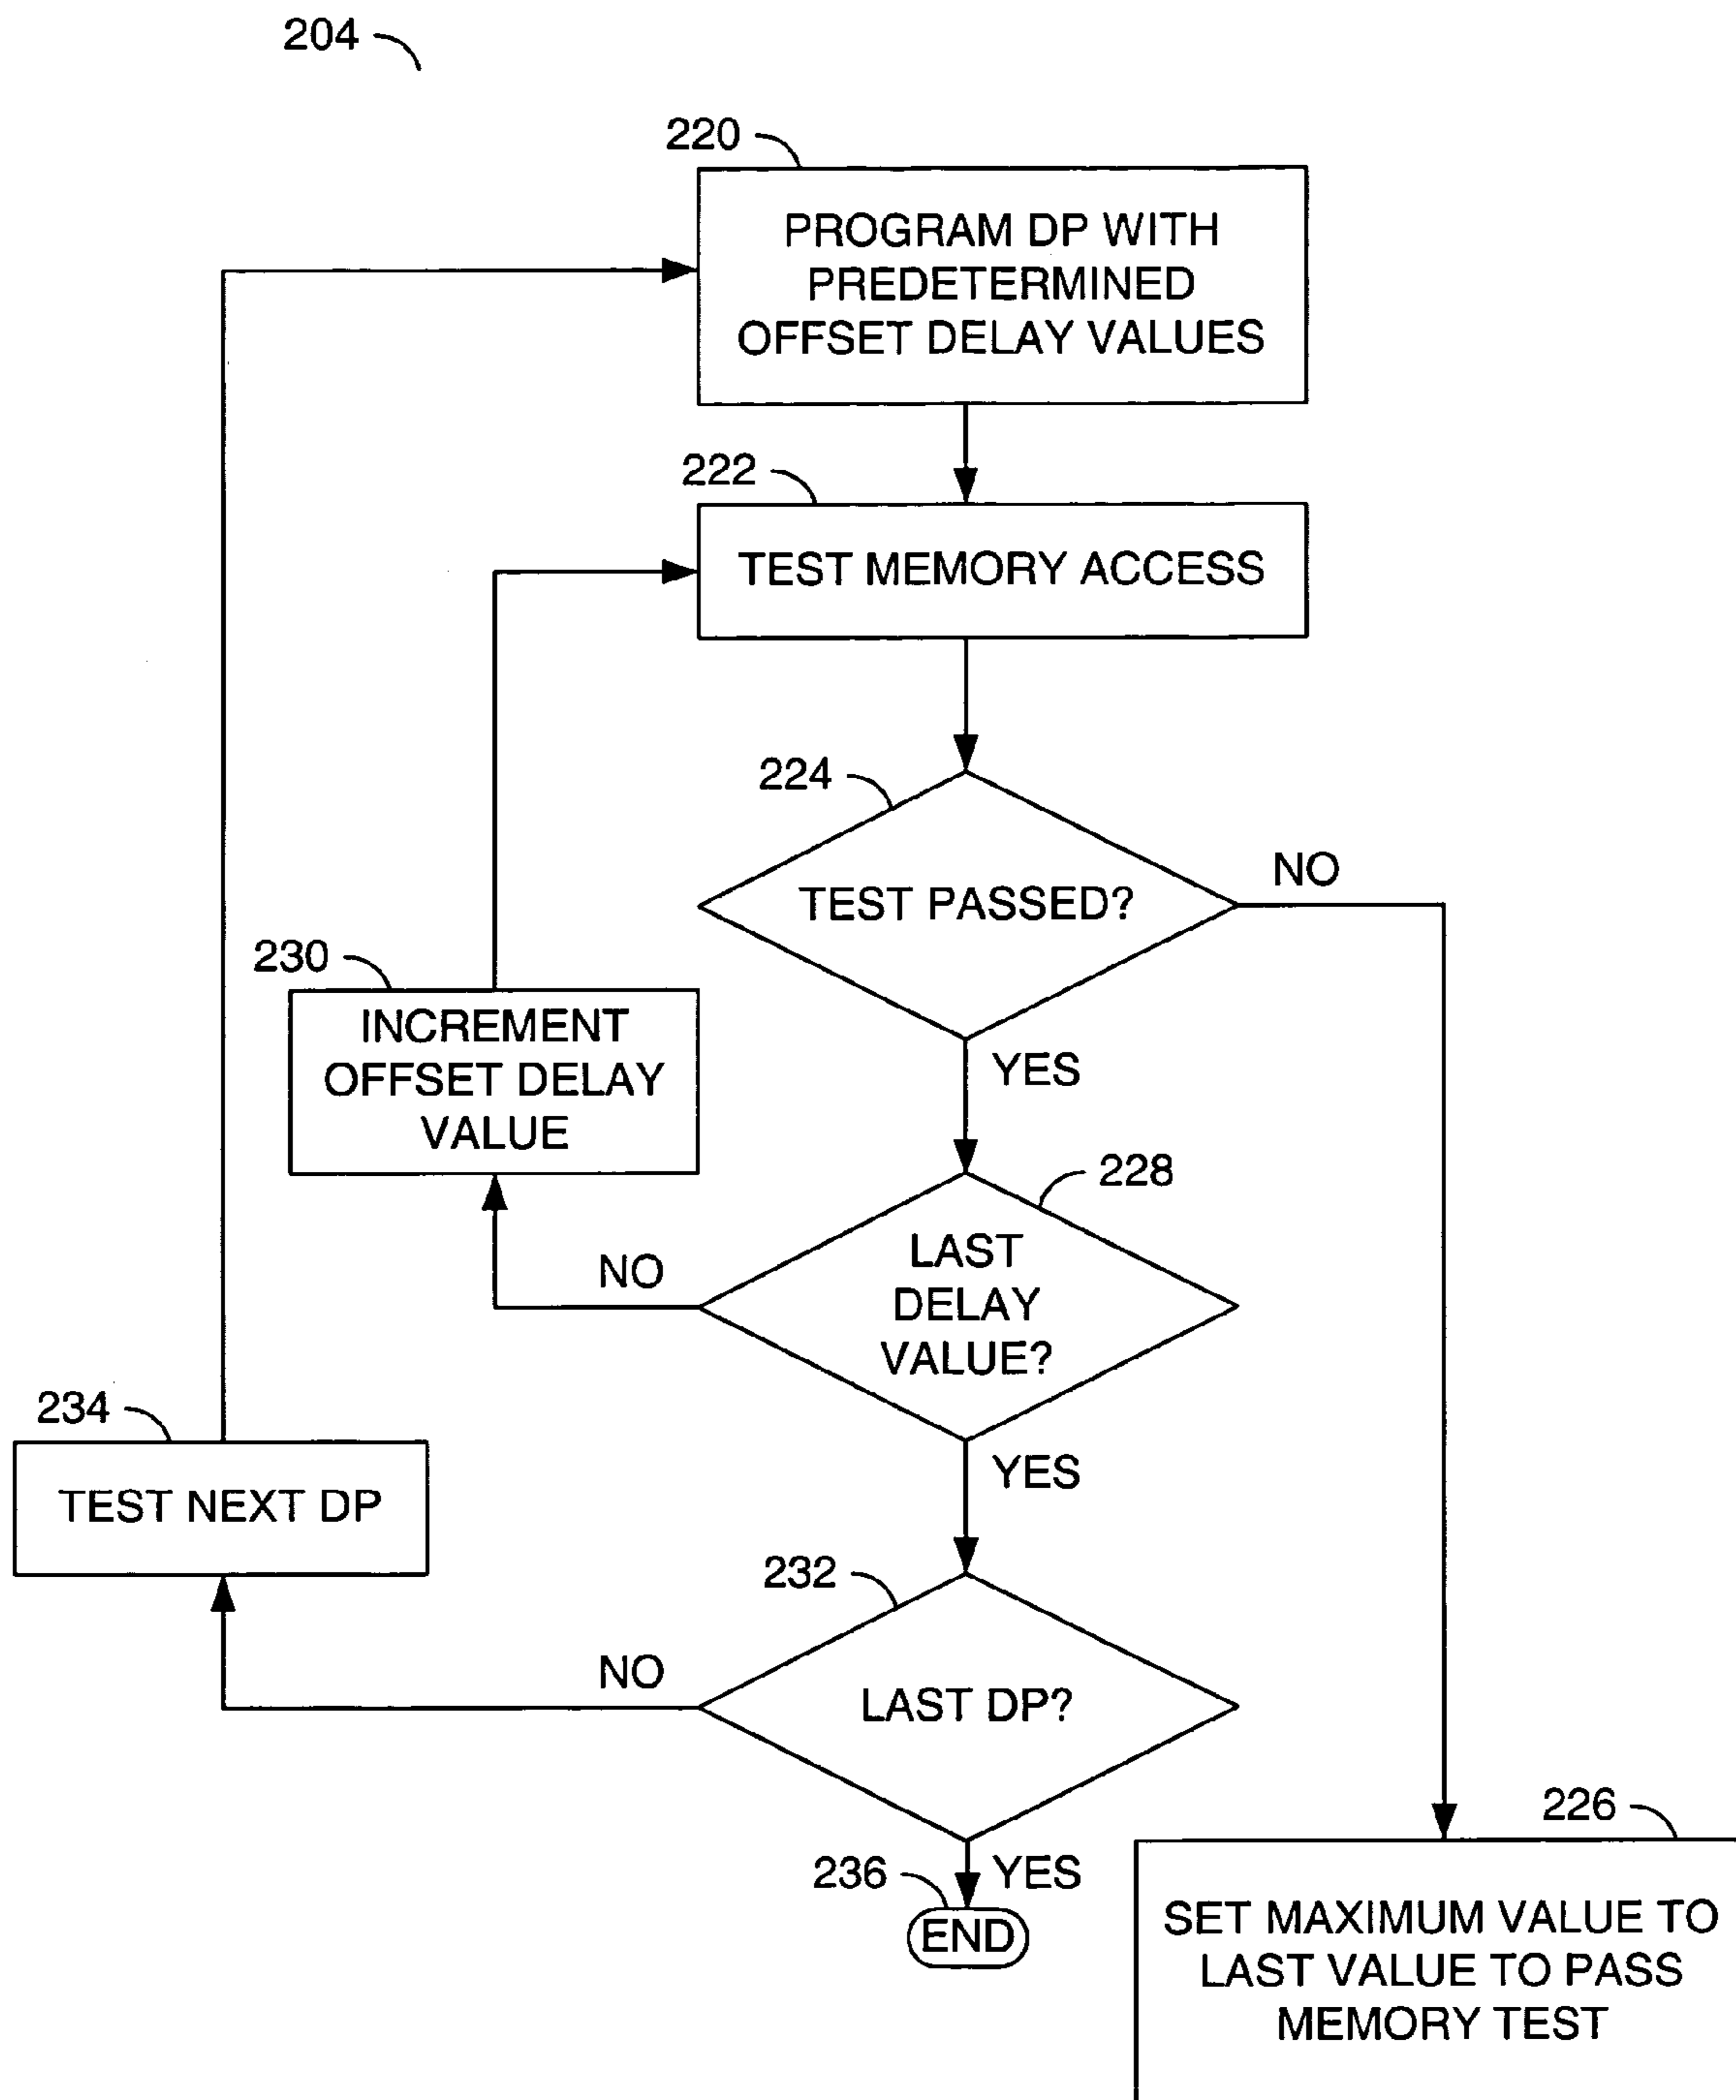 204
220
PROGRAM DP WITH
PREDETERMINED
OFFSET DELAY VALUES
222
TEST MEMORY ACCESS
224
TEST PASSED?
NO
YES
230
INCREMENT
OFFSET DELAY
VALUE
228
LAST
DELAY
VALUE?
NO
YES
234
TEST NEXT DP
232
LAST DP?
NO
YES
236
END
226
SET MAXIMUM VALUE TO
LAST VALUE TO PASS
MEMORY TEST